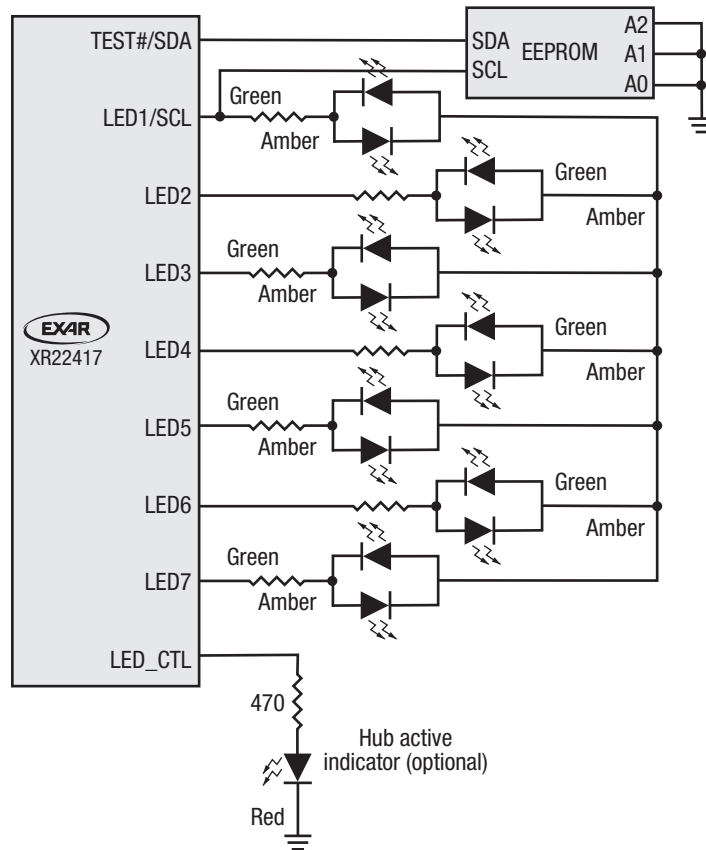 TEST#/SDA
SDA
EEPROM
A2
SCL
A1
A0
Green
LED1/SCL
Amber
Green
LED2
Amber
Green
LED3
Amber
EXAR
XR22417
Green
LED4
Amber
Green
LED5
Amber
Green
LED6
Amber
Green
LED7
Amber
LED_CTL
470
Hub active
indicator (optional)
Red